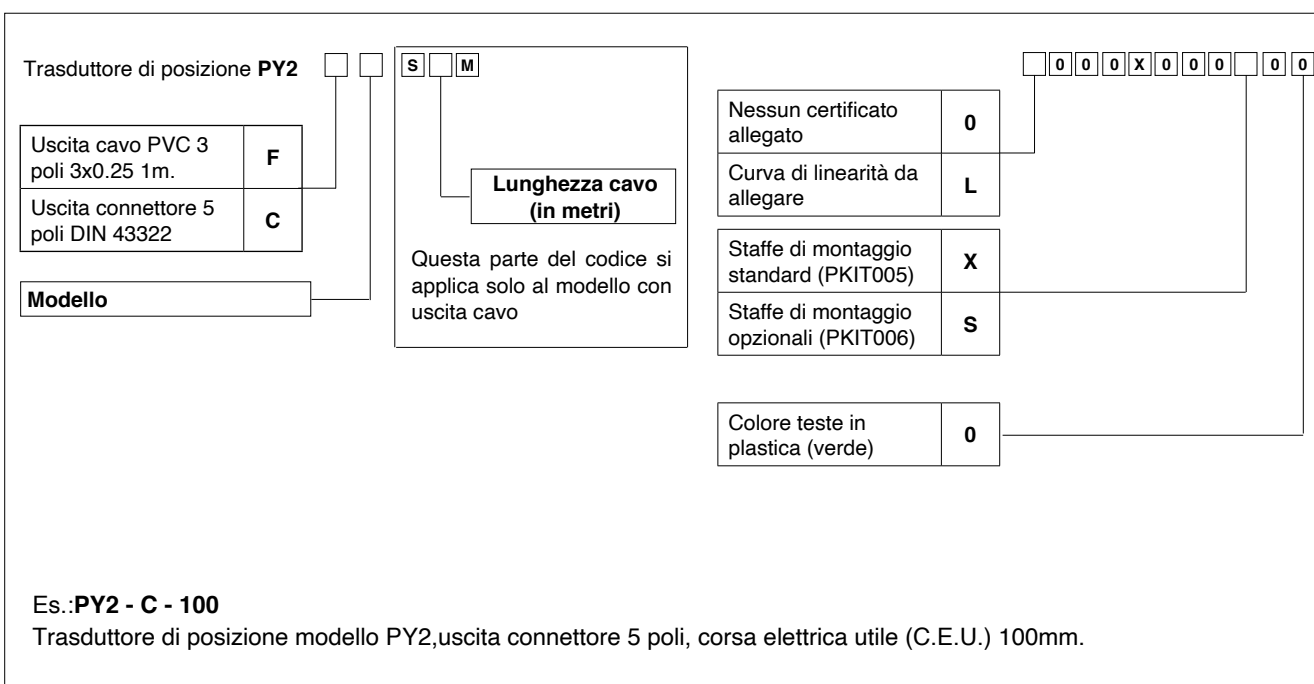 Trasduttore di posizione PY2
S M
0 0 0 X 0 0 0 0 0
Uscita cavo PVC 3
poli 3x0.25 1m.
F
Uscita connettore 5
poli DIN 43322
C
Modello
Lunghezza cavo
(in metri)
Questa parte del codice si
applica solo al modello con
uscita cavo
Nessun certificato
allegato
0
Curva di linearità da
allegare
L
Staffe di montaggio
standard (PKIT005)
X
Staffe di montaggio
opzionali (PKIT006)
S
Colore teste in
plastica (verde)
0
Es.:PY2 - C - 100
Trasduttore di posizione modello PY2,uscita connettore 5 poli, corsa elettrica utile (C.E.U.) 100mm.